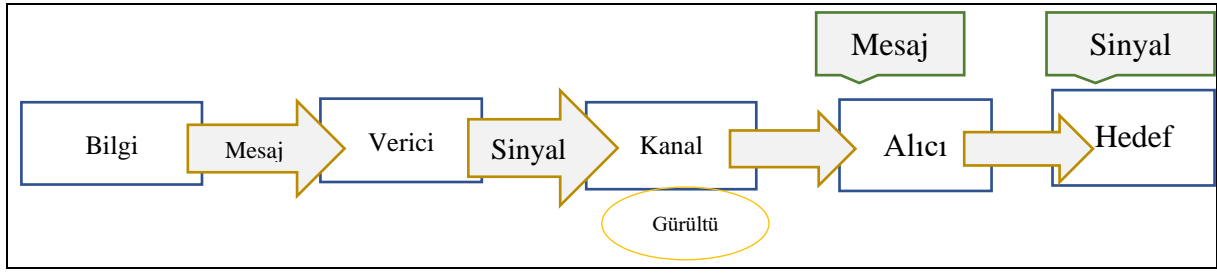 Mesaj
Sinyal
Bilgi
Mesaj
Verici
Sinyal
Kanal
Alıcı
Hedef
Gürültü